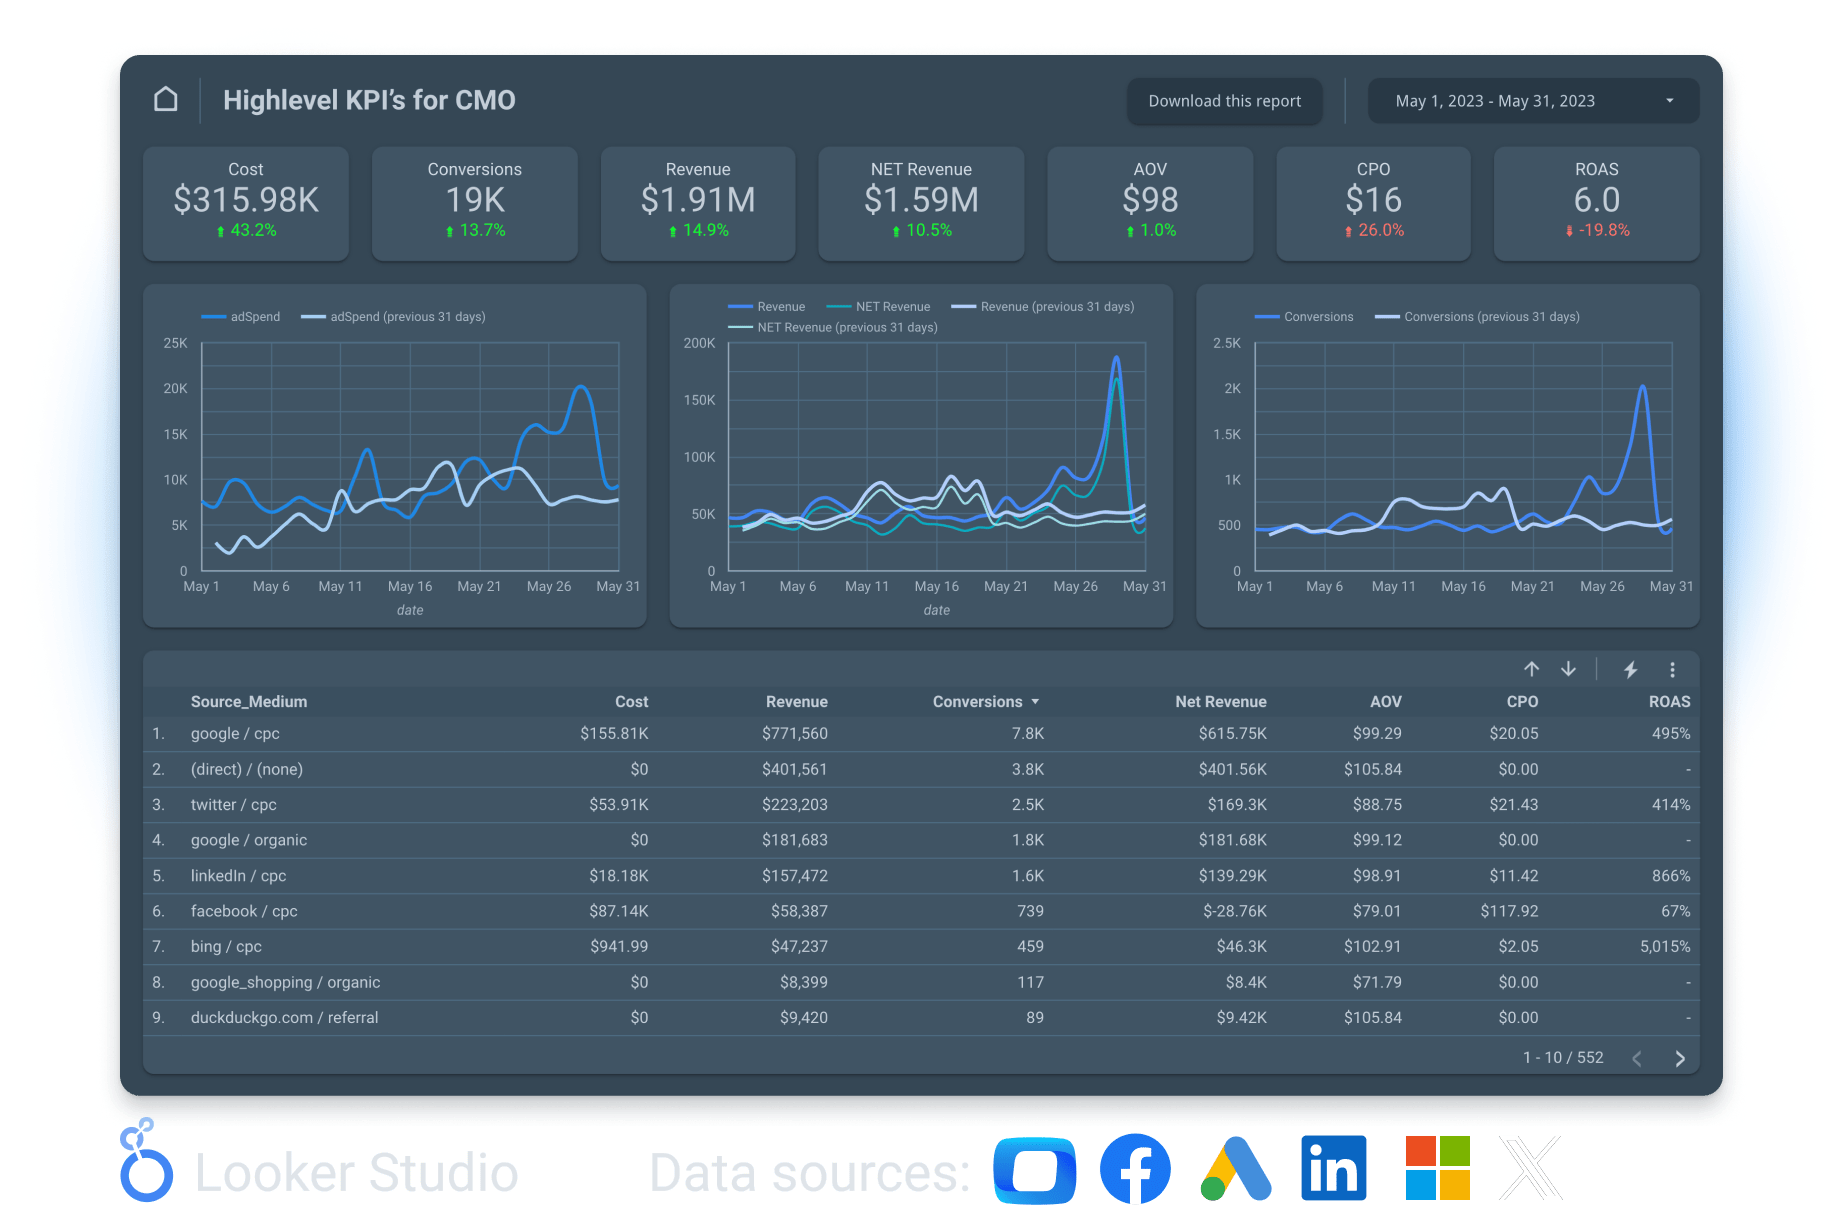 Highlevel KPI’s for CMO
Download this report
May 1, 2023 - May 31, 2023
Cost Conversions Revenue NET Revenue AOV CPO ROAS
$315.98K 19K $1.91M $1.59M $98 $16 6.0
43.2% 13.7% 14.9% 10.5% 1.0% 26.0% -19.8%
adSpend adSpend (previous 31 days)
25K
20K
15K
10K
5K
0
May 1 May 6 May 11 May 16 May 21 May 26 May 31
date
Revenue NET Revenue Revenue (previous 31 days)
NET Revenue (previous 31 days)
200K
150K
100K
50K
0
May 1 May 6 May 11 May 16 May 21 May 26 May 31
date
Conversions Conversions (previous 31 days)
2.5K
2K
1.5K
1K
500
0
May 1 May 6 May 11 May 16 May 21 May 26 May 31
Source_Medium Cost Revenue Conversions Net Revenue AOV CPO ROAS
1. google / cpc $155.81K $771,560 7.8K $615.75K $99.29 $20.05 495%
2. (direct) / (none) $0 $401,561 3.8K $401.56K $105.84 $0.00 -
3. twitter / cpc $53.91K $223,203 2.5K $169.3K $88.75 $21.43 414%
4. google / organic $0 $181,683 1.8K $181.68K $99.12 $0.00 -
5. linkedIn / cpc $18.18K $157,472 1.6K $139.29K $98.91 $11.42 866%
6. facebook / cpc $87.14K $58,387 739 $-28.76K $79.01 $117.92 67%
7. bing / cpc $941.99 $47,237 459 $46.3K $102.91 $2.05 5,015%
8. google_shopping / organic $0 $8,399 117 $8.4K $71.79 $0.00 -
9. duckduckgo.com / referral $0 $9,420 89 $9.42K $105.84 $0.00 -
1 - 10 / 552
Looker Studio
Data sources:
in